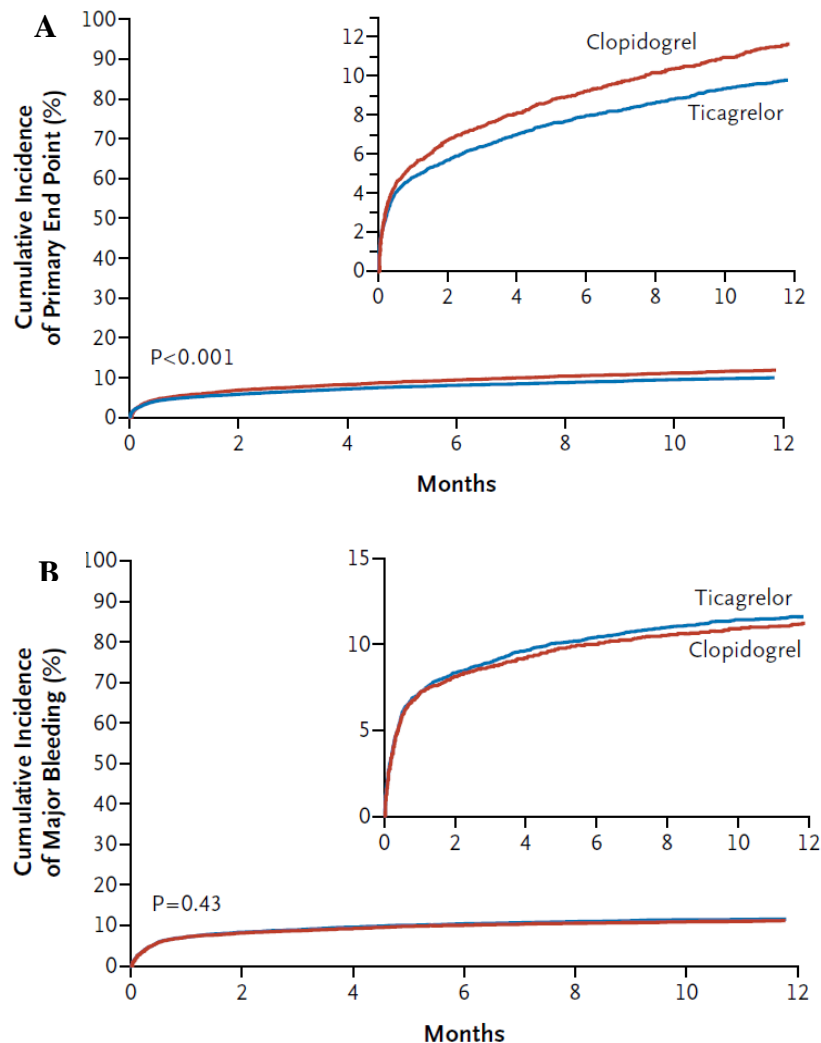 A
Cumulative Incidence
of Primary End Point (%)
100
90
80
70
60
50
40
30
20
10
0
P<0.001
0 2 4 6 8 10 12
Months
12
10
8
6
4
2
0
Clopidogrel
Ticagrelor
0 2 4 6 8 10 12
B
Cumulative Incidence
of Major Bleeding (%)
100
90
80
70
60
50
40
30
20
10
0
P=0.43
0 2 4 6 8 10 12
Months
15
10
5
0
Ticagrelor
Clopidogrel
0 2 4 6 8 10 12